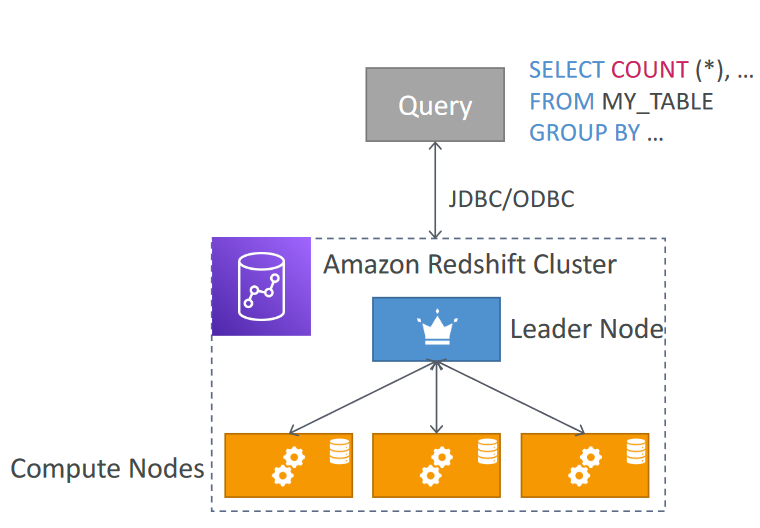 Query
SELECT COUNT (*), ...
FROM MY_TABLE
GROUP BY ...
JDBC/ODBC
Amazon Redshift Cluster
Leader Node
Compute Nodes